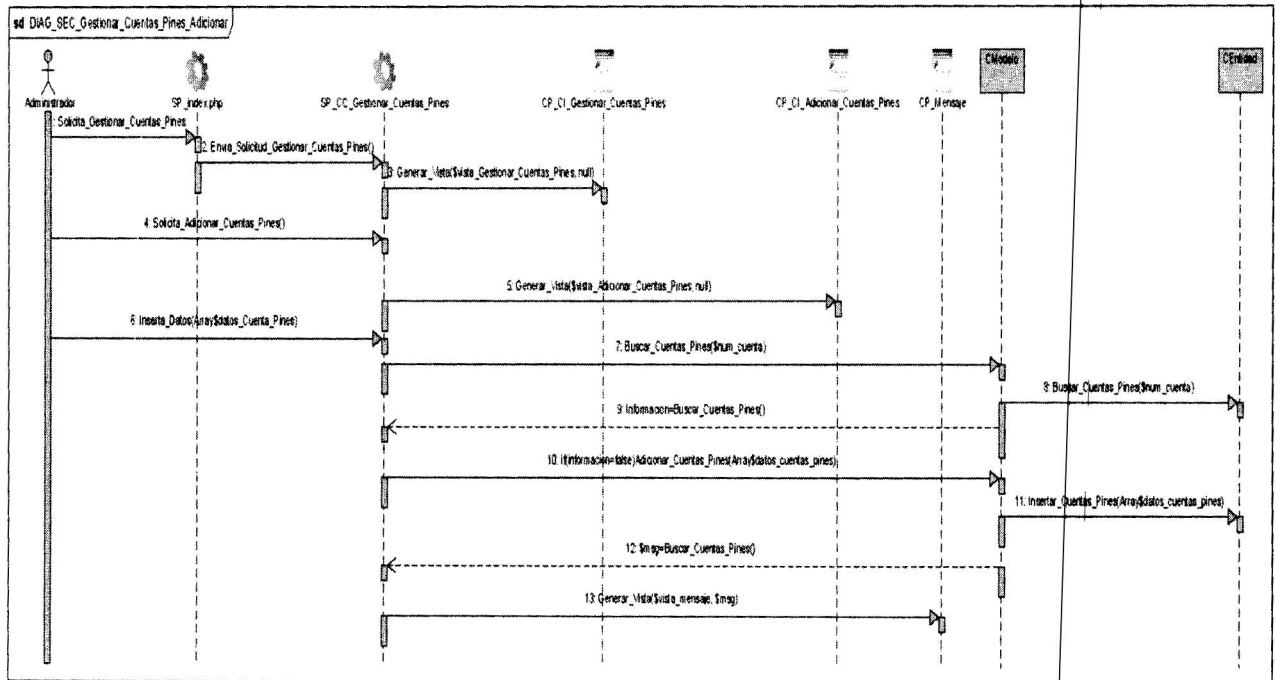 sd DIAG_SEC_Gestionar_Cuentas_Pines_Adicionar
Administrador
SP_index.php
SP_CC_Gestionar_Cuentas_Pines
CP_CI_Gestionar_Cuentas_Pines
CP_CI_Adicionar_Cuentas_Pines
CP_Mensaje
CModelo
CEntidad
1: Solicita_Gestionar_Cuentas_Pines
2: Envia_Solicitud_Gestionar_Cuentas_Pines()
3: Generar_Vista($vista_Gestionar_Cuentas_Pines, null)
4: Solicita_Adicionar_Cuentas_Pines()
5: Generar_Vista($vista_Adicionar_Cuentas_Pines, null)
6: Inserta_Datos(Array$datos_Cuenta_Pines)
7: Buscar_Cuentas_Pines($num_cuenta)
8: Buscar_Cuentas_Pines($num_cuenta)
9: Informacion=Buscar_Cuentas_Pines()
10: if(informacion=false)Adicionar_Cuentas_Pines(Array$datos_cuentas_pines)
11: Insertar_Cuentas_Pines(Array$datos_cuentas_pines)
12: $msg=Buscar_Cuentas_Pines()
13: Generar_Vista($vista_mensaje, $msg)